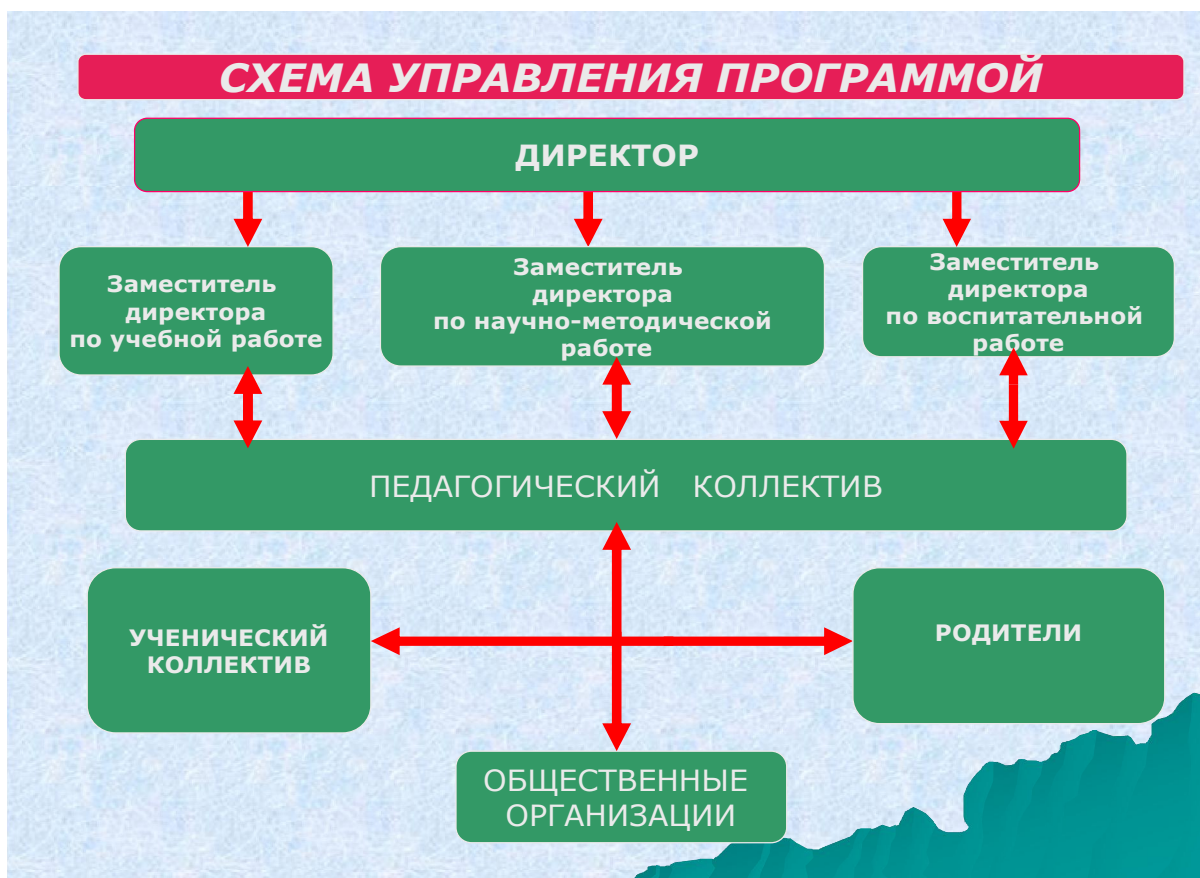 СХЕМА УПРАВЛЕНИЯ ПРОГРАММОЙ
ДИРЕКТОР
Заместитель
директора
по учебной работе
Заместитель
директора
по научно-методической
работе
Заместитель
директора
по воспитательной
работе
ПЕДАГОГИЧЕСКИЙ КОЛЛЕКТИВ
УЧЕНИЧЕСКИЙ
КОЛЛЕКТИВ
РОДИТЕЛИ
ОБЩЕСТВЕННЫЕ
ОРГАНИЗАЦИИ